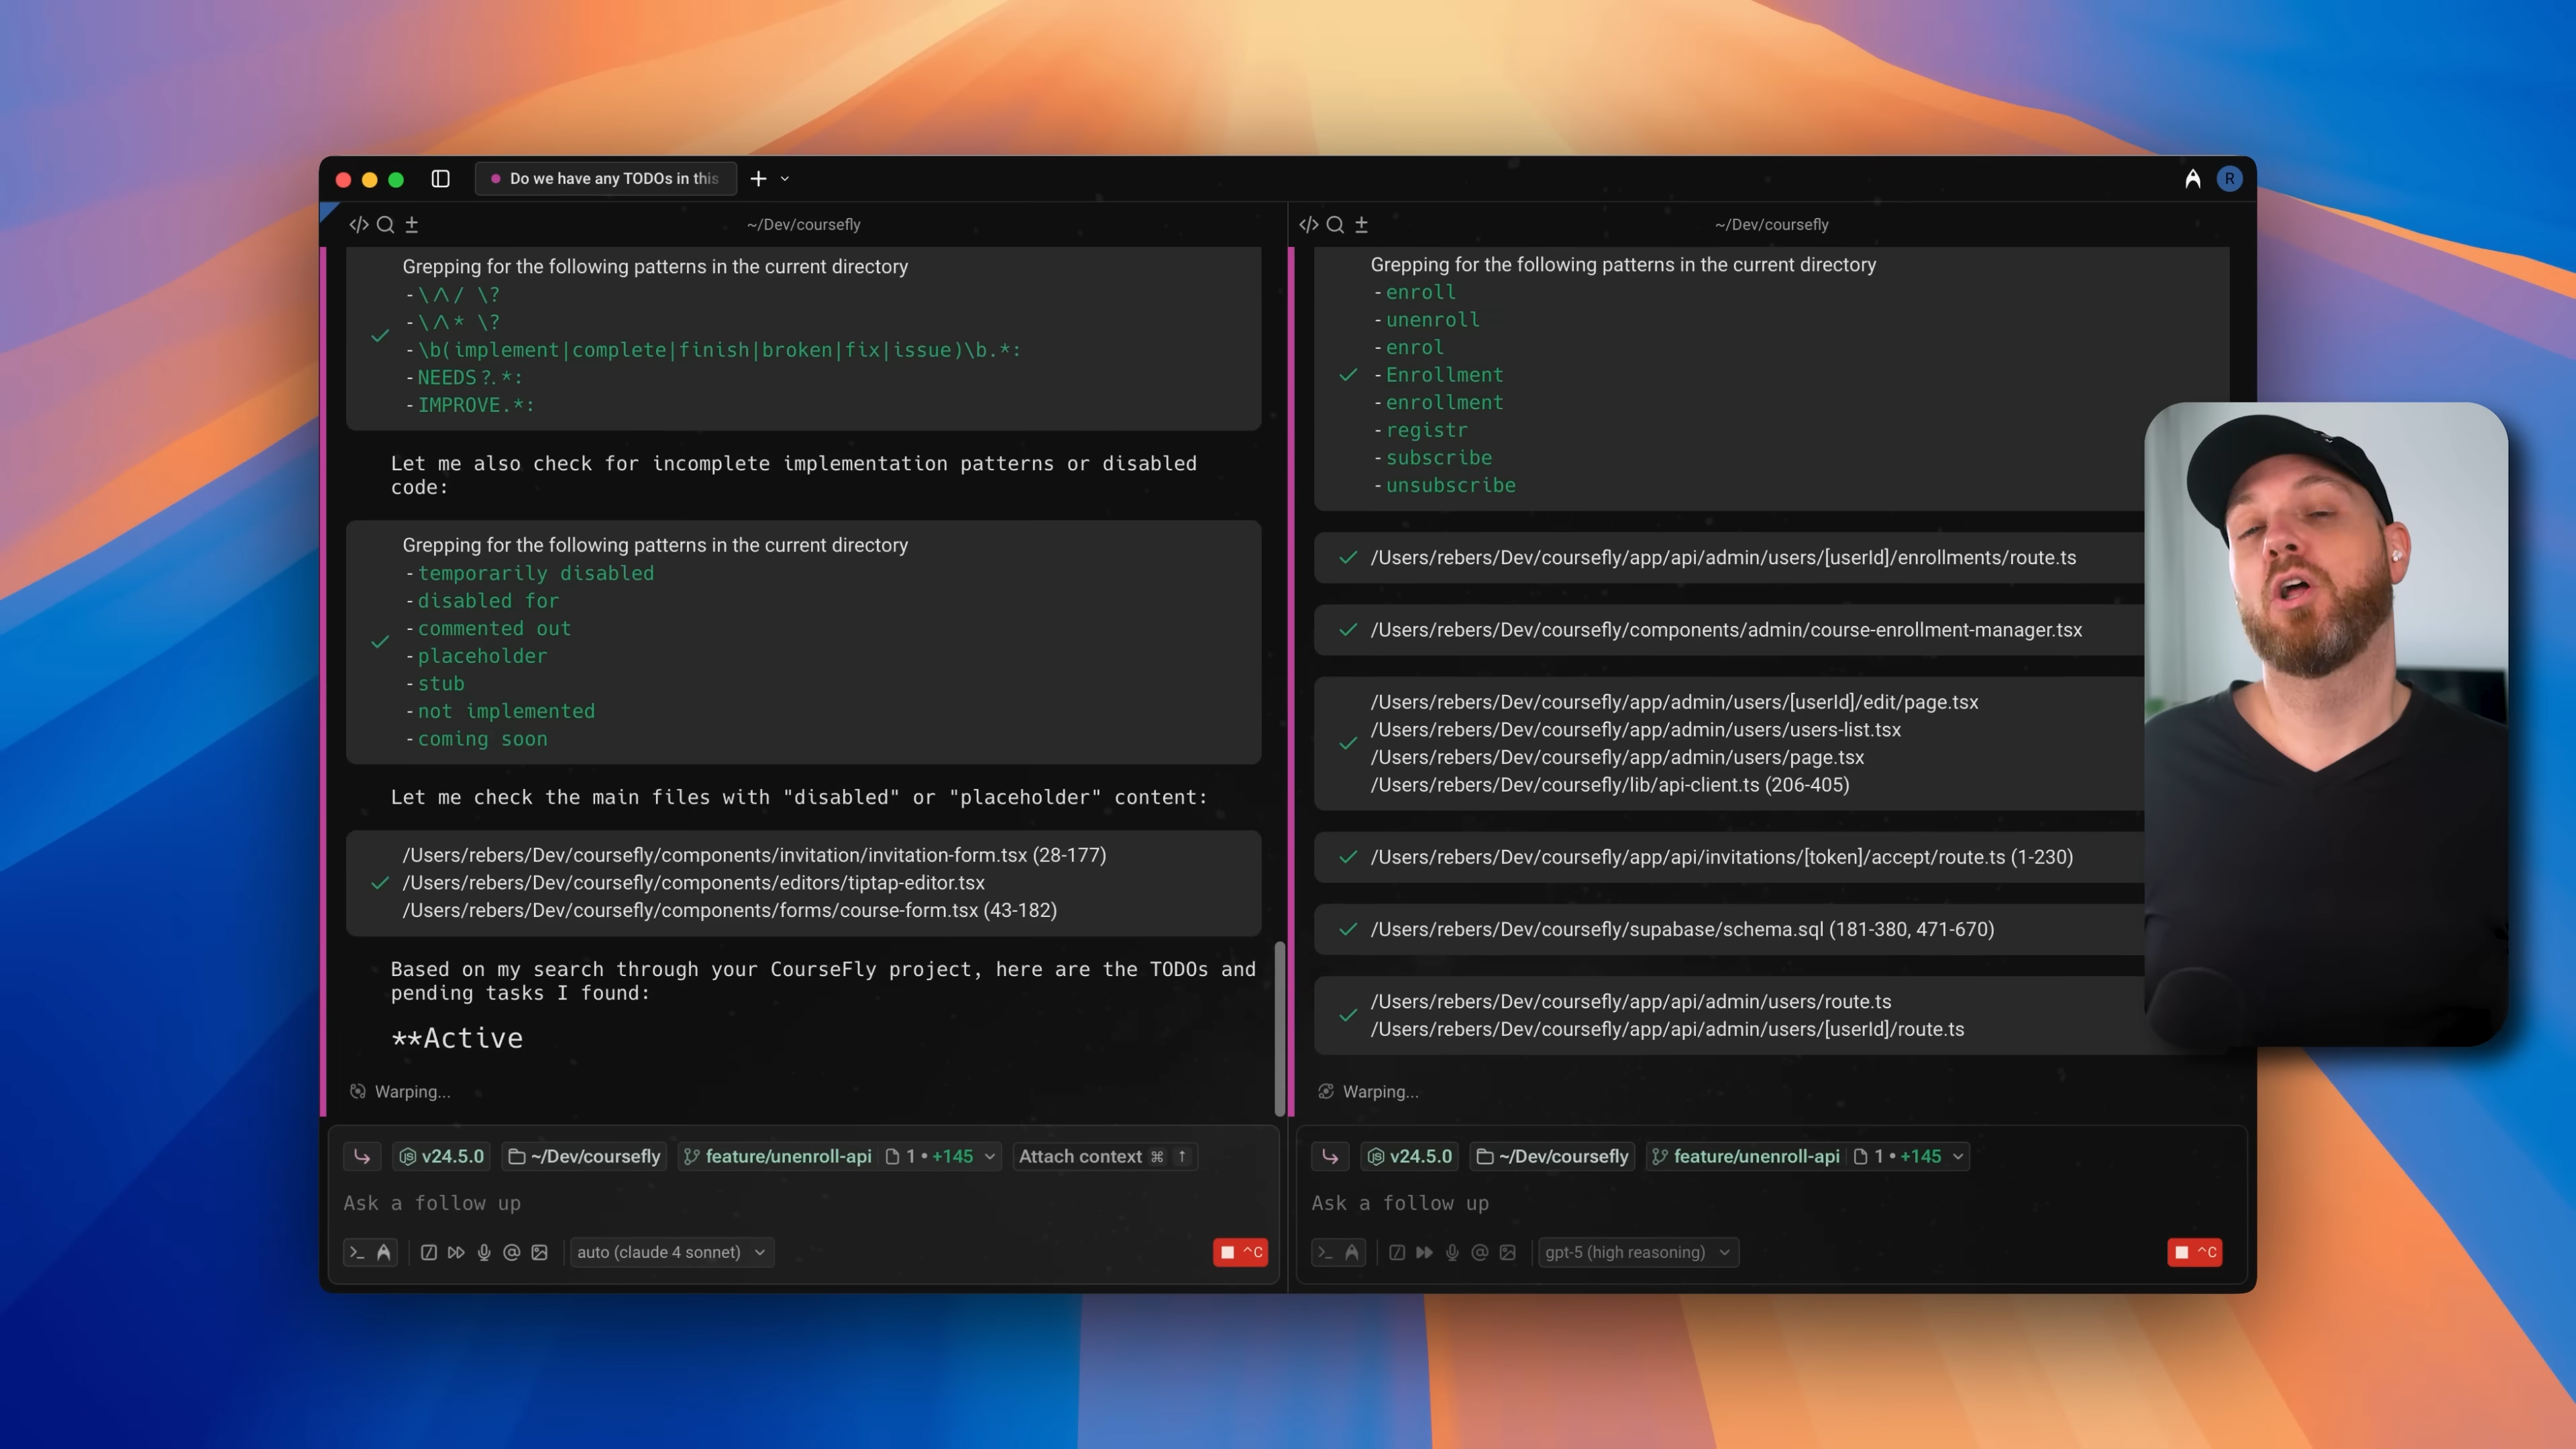 Do we have any TODOs in this
R
~/Dev/coursefly
Grepping for the following patterns in the current directory
- \/\/ \?
- \/\* \?
- \b(implement|complete|finish|broken|fix|issue)\b.*:
- NEEDS?.*:
- IMPROVE.*:
Let me also check for incomplete implementation patterns or disabled
code:
Grepping for the following patterns in the current directory
- temporarily disabled
- disabled for
- commented out
- placeholder
- stub
- not implemented
- coming soon
Let me check the main files with "disabled" or "placeholder" content:
/Users/rebers/Dev/coursefly/components/invitation/invitation-form.tsx (28-177)
/Users/rebers/Dev/coursefly/components/editors/tiptap-editor.tsx
/Users/rebers/Dev/coursefly/components/forms/course-form.tsx (43-182)
Based on my search through your CourseFly project, here are the TODOs and
pending tasks I found:
**Active
Warping...
v24.5.0 ~/Dev/coursefly feature/unenroll-api 1 • +145 Attach context ⌘ ↑
Ask a follow up
auto (claude 4 sonnet) ^C
~/Dev/coursefly
Grepping for the following patterns in the current directory
- enroll
- unenroll
- enrol
- Enrollment
- enrollment
- registr
- subscribe
- unsubscribe
/Users/rebers/Dev/coursefly/app/api/admin/users/[userId]/enrollments/route.ts
/Users/rebers/Dev/coursefly/components/admin/course-enrollment-manager.tsx
/Users/rebers/Dev/coursefly/app/admin/users/[userId]/edit/page.tsx
/Users/rebers/Dev/coursefly/app/admin/users/users-list.tsx
/Users/rebers/Dev/coursefly/app/admin/users/page.tsx
/Users/rebers/Dev/coursefly/lib/api-client.ts (206-405)
/Users/rebers/Dev/coursefly/app/api/invitations/[token]/accept/route.ts (1-230)
/Users/rebers/Dev/coursefly/supabase/schema.sql (181-380, 471-670)
/Users/rebers/Dev/coursefly/app/api/admin/users/route.ts
/Users/rebers/Dev/coursefly/app/api/admin/users/[userId]/route.ts
Warping...
v24.5.0 ~/Dev/coursefly feature/unenroll-api 1 • +145
Ask a follow up
gpt-5 (high reasoning) ^C